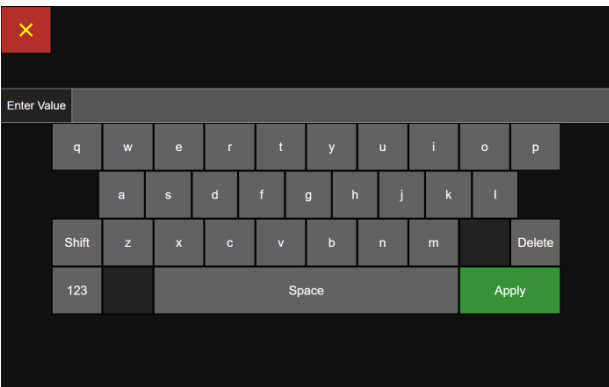 ×
Enter Value
q w e r t y u i o p
a s d f g h j k l
Shift z x c v b n m Delete
123 Space Apply